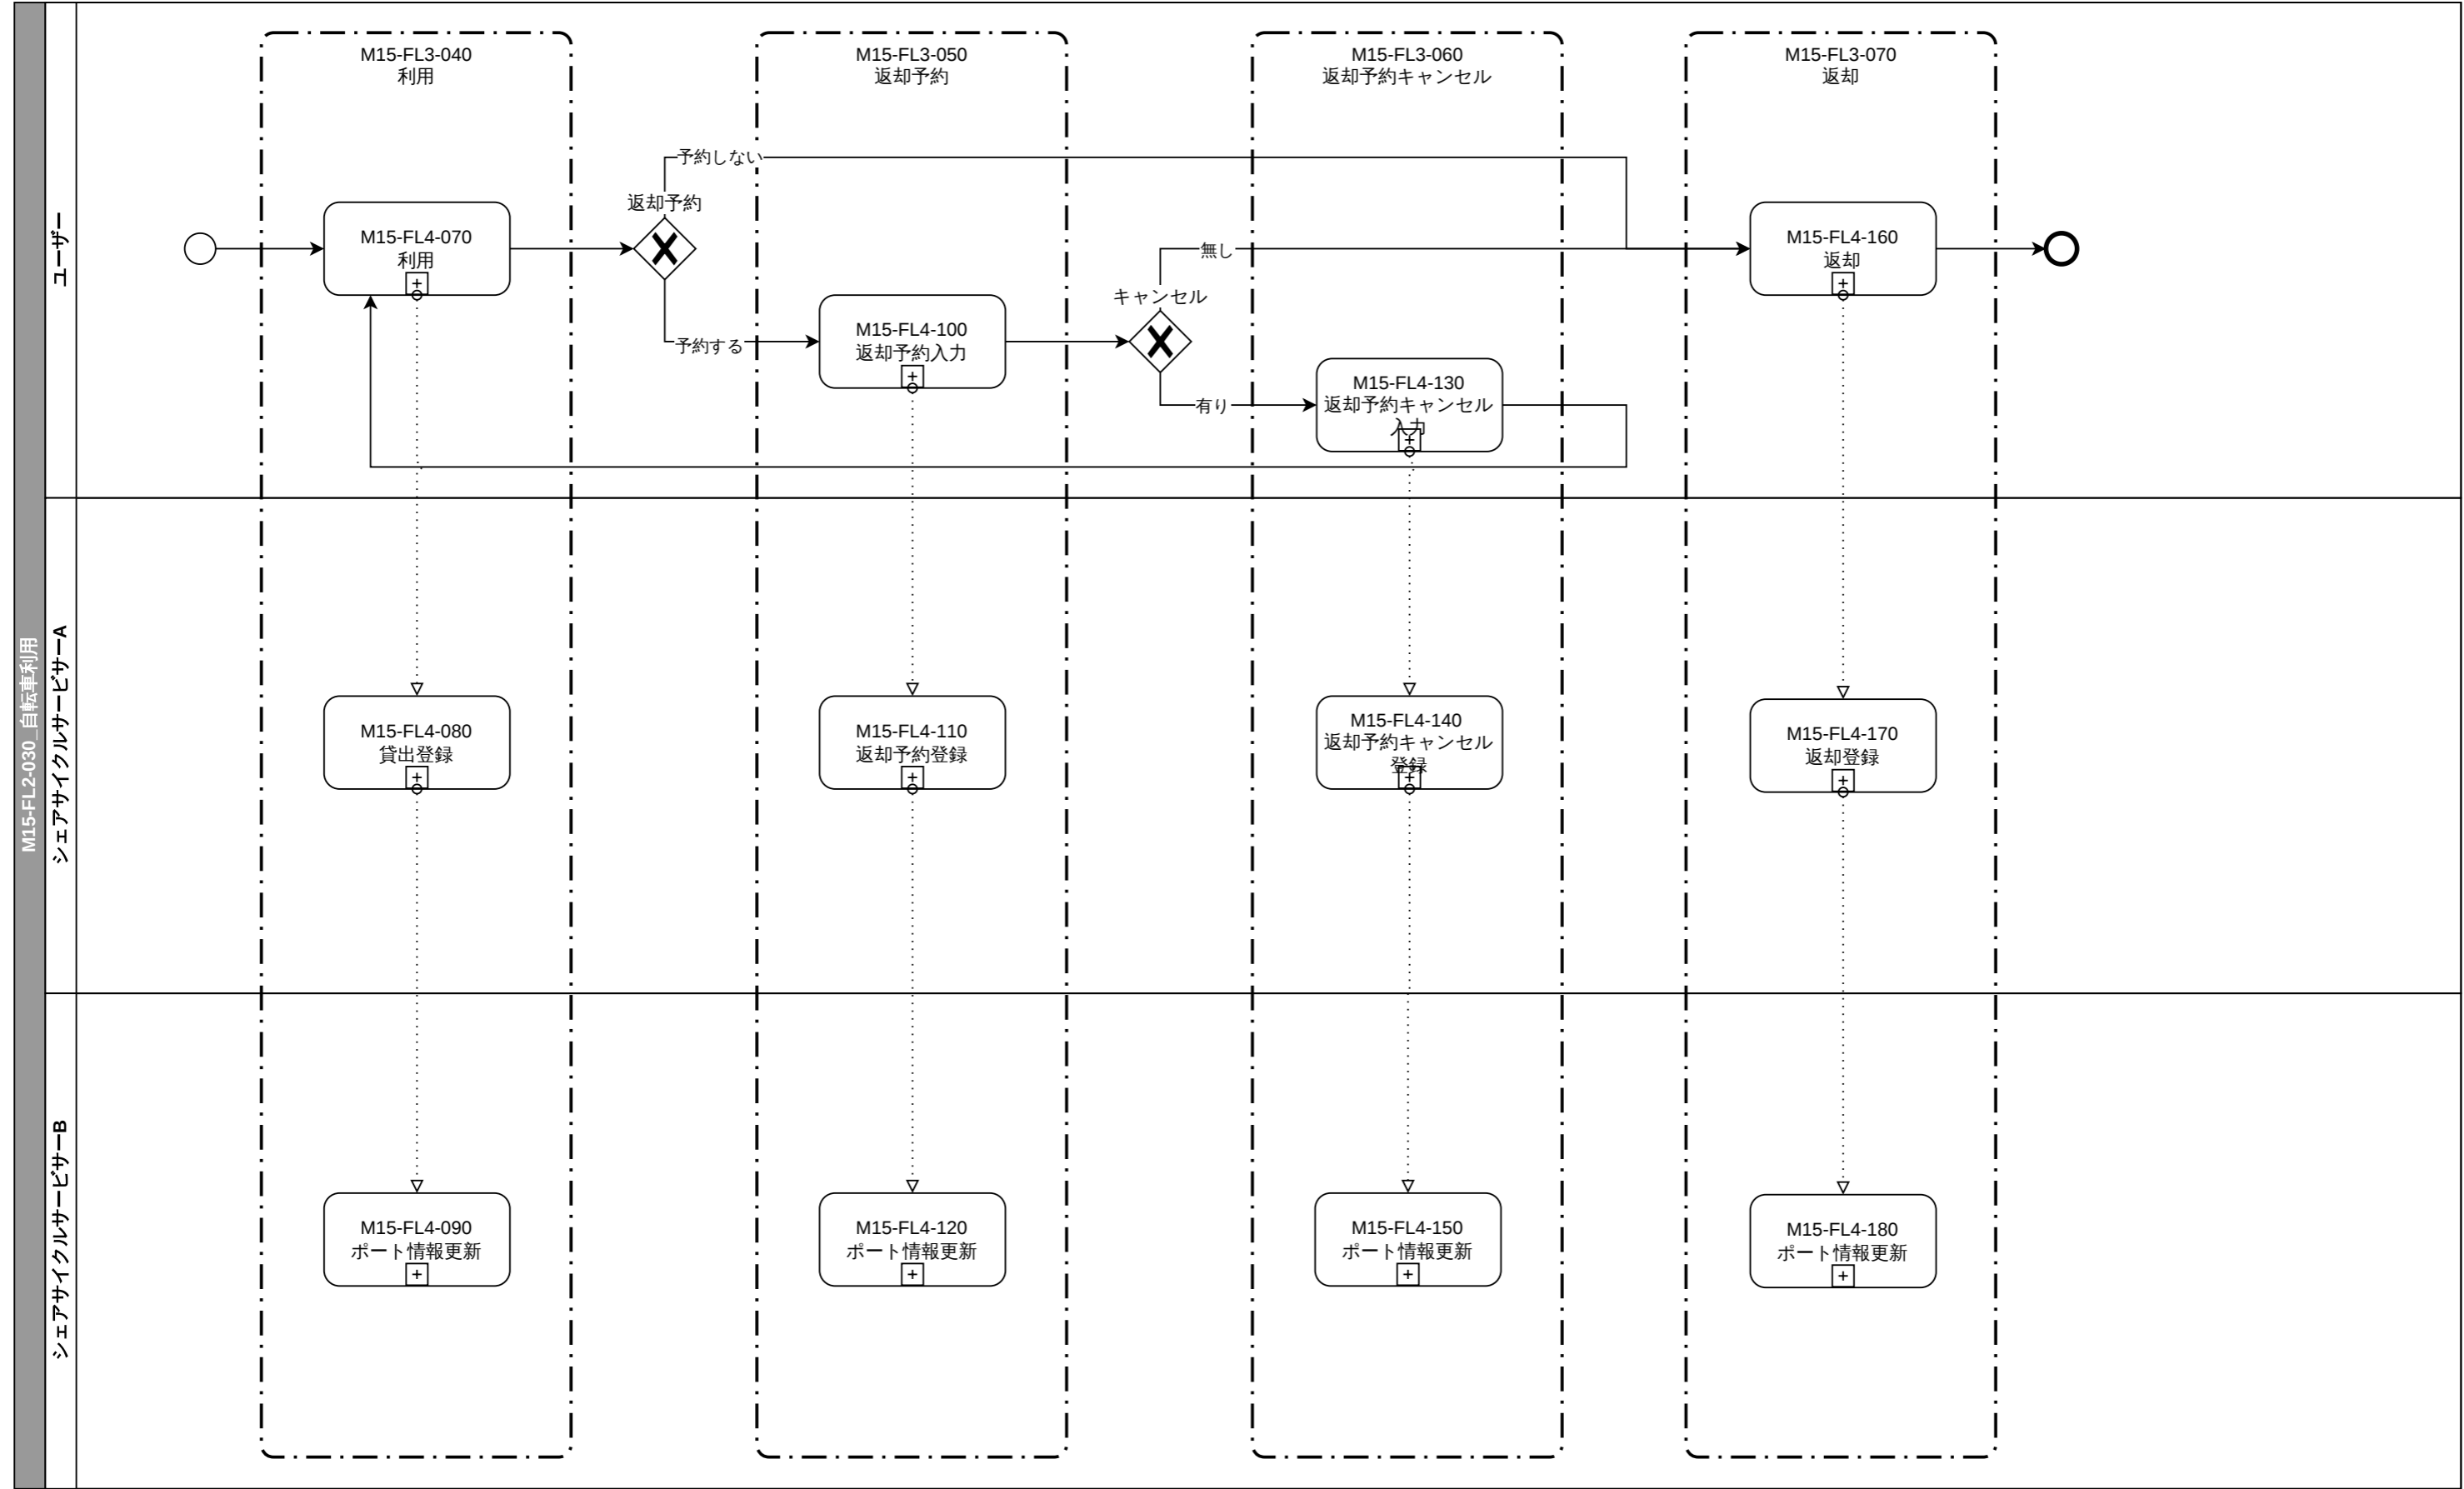 M15-FL2-030_自転車利用
ユーザー
シェアサイクルサービサーA
シェアサイクルサービサーB
M15-FL3-040
利用
M15-FL3-050
返却予約
M15-FL3-060
返却予約キャンセル
M15-FL3-070
返却
予約しない
返却予約
M15-FL4-070
利用
予約する
M15-FL4-100
返却予約入力
無し
キャンセル
有り
M15-FL4-130
返却予約キャンセル
入力
M15-FL4-160
返却
M15-FL4-080
貸出登録
M15-FL4-110
返却予約登録
M15-FL4-140
返却予約キャンセル
登録
M15-FL4-170
返却登録
M15-FL4-090
ポート情報更新
M15-FL4-120
ポート情報更新
M15-FL4-150
ポート情報更新
M15-FL4-180
ポート情報更新